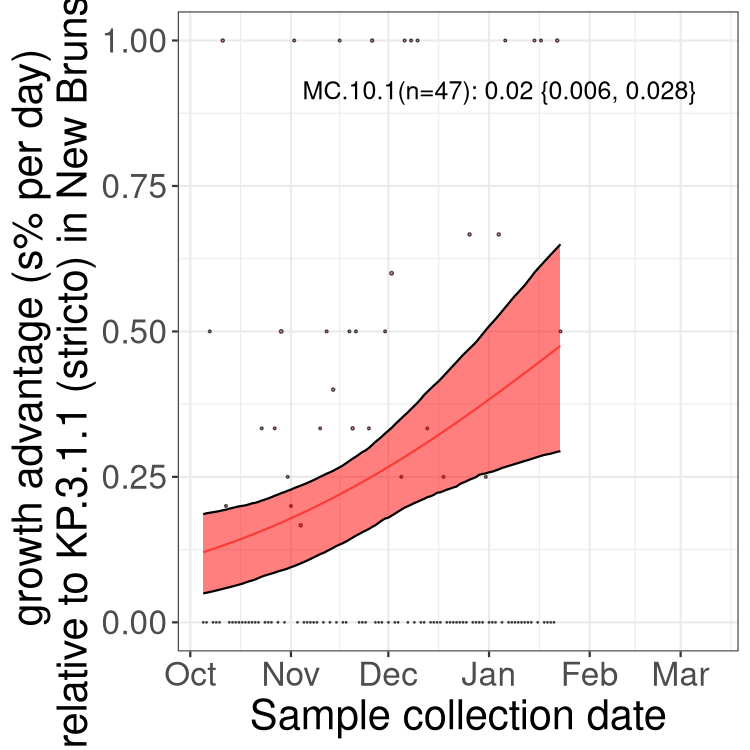 growth advantage (s% per day)
relative to KP.3.1.1 (stricto) in New Bruns
1.00
0.75
0.50
0.25
0.00
MC.10.1(n=47): 0.02 {0.006, 0.028}
Oct Nov Dec Jan Feb Mar
Sample collection date